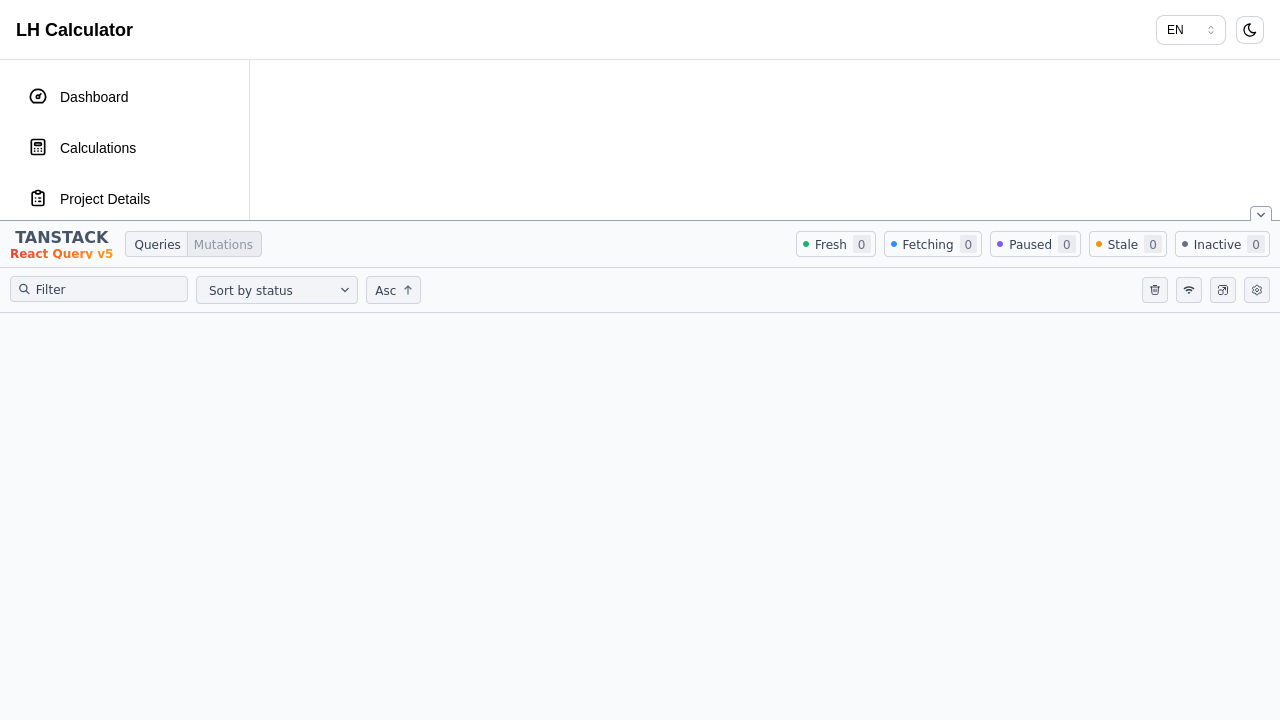 LH Calculator
EN
Dashboard
Calculations
Project Details
TANSTACK
React Query v5
Queries
Mutations
Fresh 0
Fetching 0
Paused 0
Stale 0
Inactive 0
Filter
Sort by status
Asc